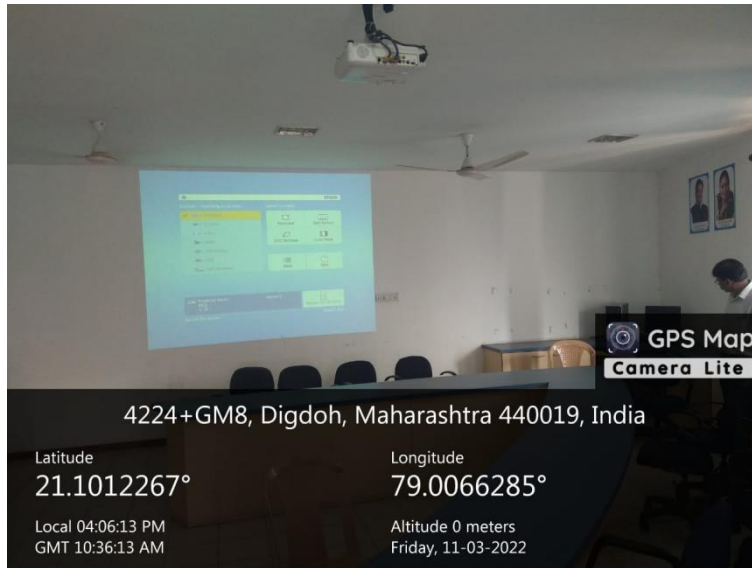 EPSON
GPS Map
Camera Lite
4224+GM8, Digdoh, Maharashtra 440019, India
Latitude
21.1012267°
Longitude
79.0066285°
Local 04:06:13 PM
GMT 10:36:13 AM
Altitude 0 meters
Friday, 11-03-2022